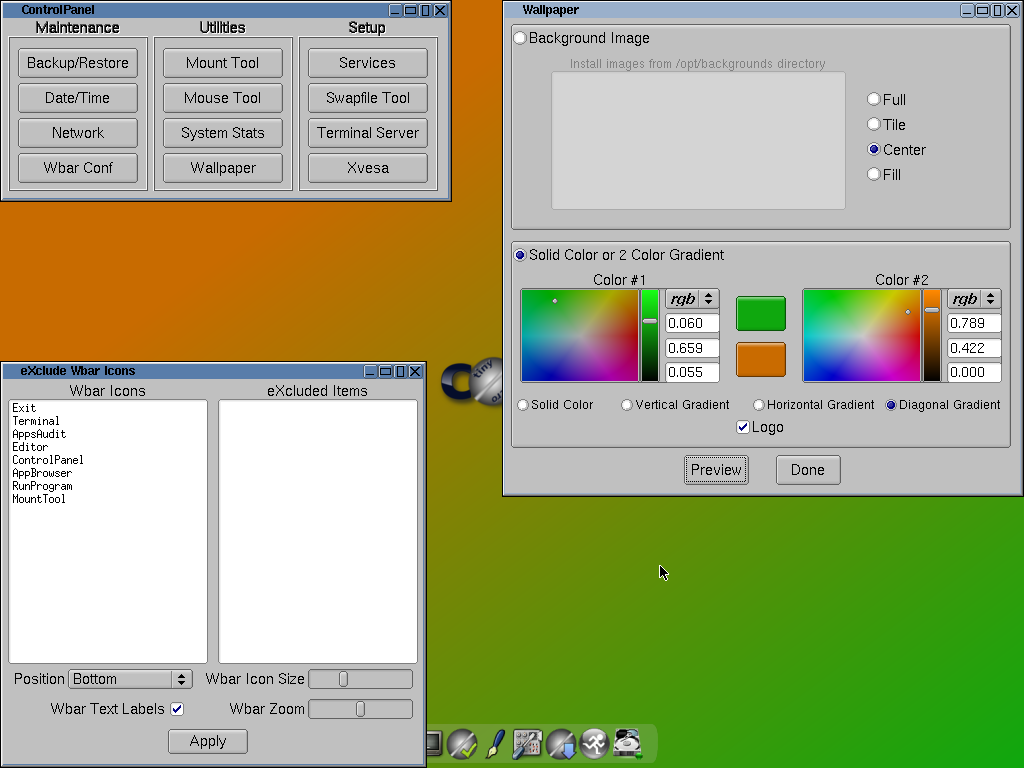 ControlPanel
Maintenance Utilities Setup
Backup/Restore Mount Tool Services
Date/Time Mouse Tool Swapfile Tool
Network System Stats Terminal Server
Wbar Conf Wallpaper Xvesa
Wallpaper
Background Image
Install images from /opt/backgrounds directory
Full
Tile
Center
Fill
Solid Color or 2 Color Gradient
Color #1 Color #2
rgb rgb
0.060 0.789
0.659 0.422
0.055 0.000
Solid Color Vertical Gradient Horizontal Gradient Diagonal Gradient
Logo
Preview Done
eXclude Wbar Icons
Wbar Icons eXcluded Items
Exit
Terminal
AppsAudit
Editor
ControlPanel
AppBrowser
RunProgram
MountTool
Position Bottom Wbar Icon Size
Wbar Text Labels Wbar Zoom
Apply
tiny